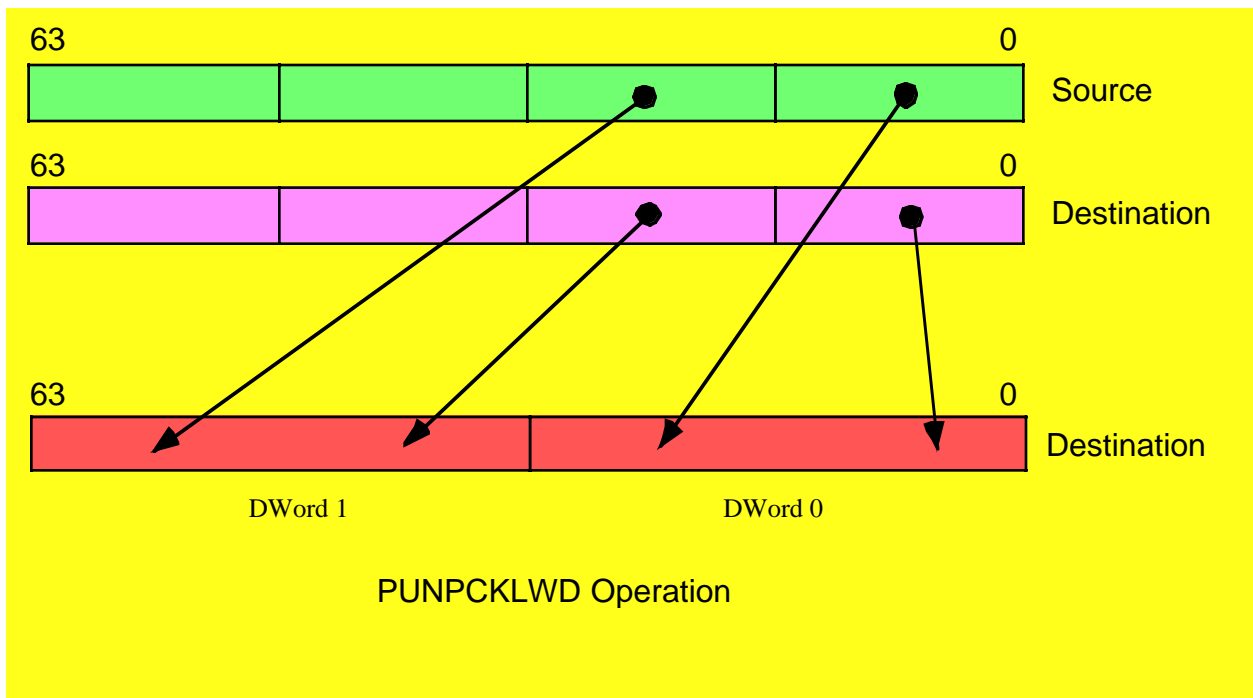 63 0
Source
63 0
Destination
63 0
Destination
DWord 1 DWord 0
PUNPCKLWD Operation